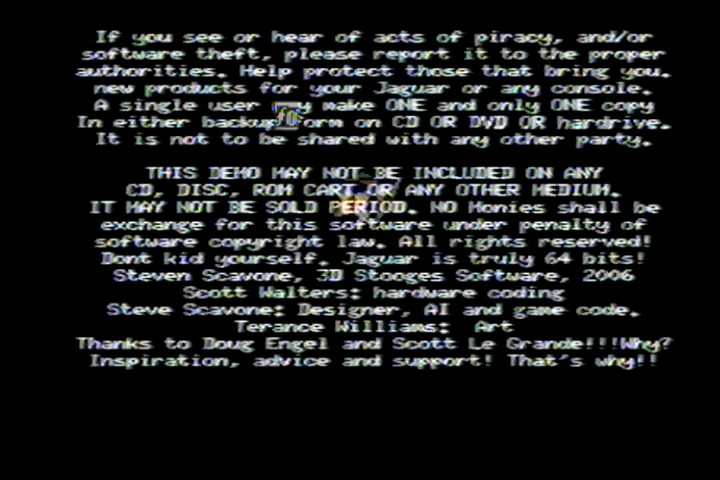 If you see or hear of acts of piracy, and/or
software theft, please report it to the proper
authorities. Help protect those that bring you.
new products for your Jaguar or any console.
A single user make ONE and only ONE copy
In either backup form on CD OR DVD OR hardrive.
It is not to be shared with any other party.
THIS DEMO MAY NOT BE INCLUDED ON ANY
CD, DISC, ROM CART OR ANY OTHER MEDIUM.
IT MAY NOT BE SOLD PERIOD. NO Monies shall be
exchange for this software under penalty of
software copyright law. All rights reserved!
Dont kid yourself. Jaguar is truly 64 bits!
Steven Scavone, 3D Stooges Software, 2006
Scott Walters: hardware coding
Steve Scavone: Designer, AI and game code.
Terance Williams: Art
Thanks to Doug Engel and Scott Le Grande!!!Why?
Inspiration, advice and support! That's why!!